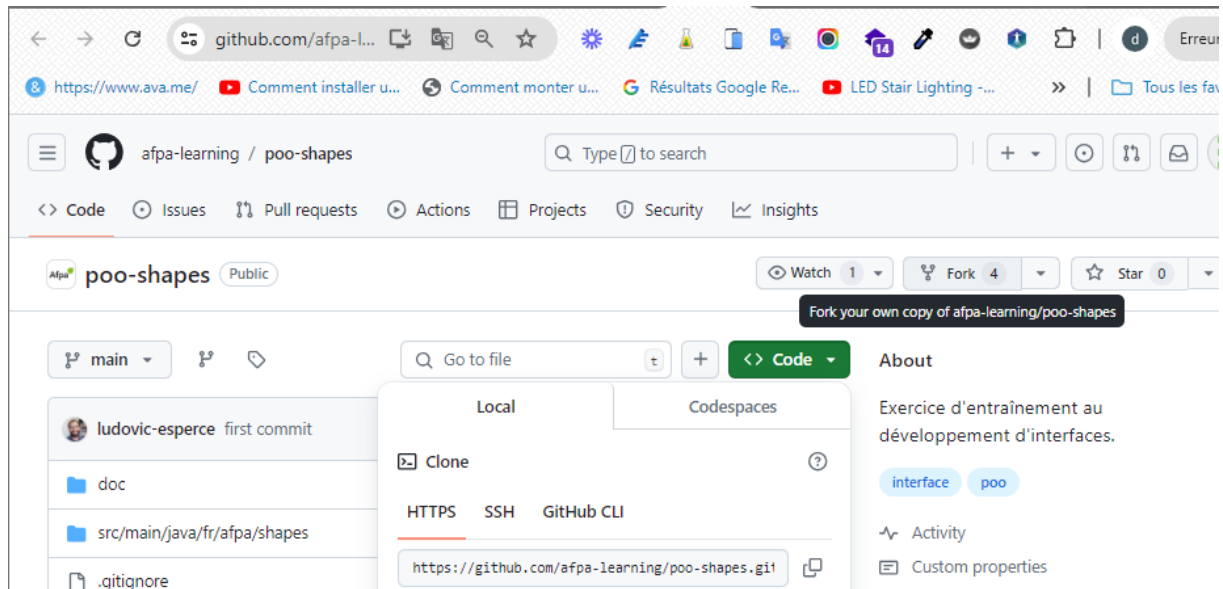 github.com/afpa-l...
14
d
Erreur
& https://www.ava.me/ Comment installer u... Comment monter u... Résultats Google Re... LED Stair Lighting -... » Tous les fav
afpa-learning / poo-shapes
Type / to search
<> Code Issues Pull requests Actions Projects Security Insights
Afpa poo-shapes Public
Watch 1 Fork 4 Star 0
Fork your own copy of afpa-learning/poo-shapes
main Go to file t + <> Code About
Local Codespaces
Exercice d'entraînement au
développement d'interfaces.
ludovic-esperce first commit
Clone
interface poo
doc
HTTPS SSH GitHub CLI
src/main/java/fr/afpa/shapes
Activity
https://github.com/afpa-learning/poo-shapes.git
Custom properties
.gitignore